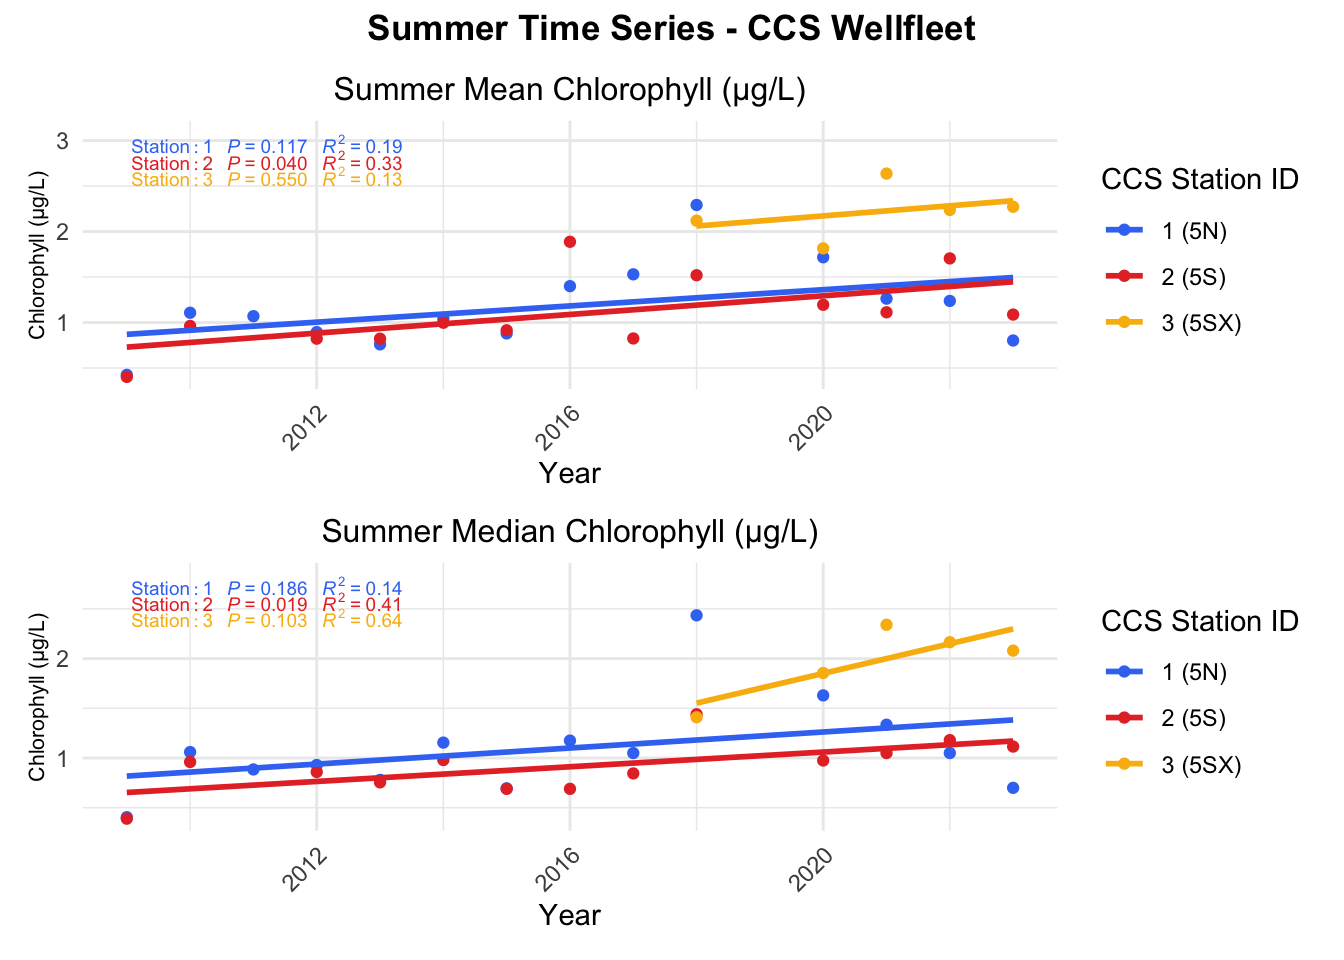 Summer Time Series - CCS Wellfleet
Summer Mean Chlorophyll (µg/L)
Station: 1 P = 0.117 R² = 0.19
Station: 2 P = 0.040 R² = 0.33
Station: 3 P = 0.550 R² = 0.13
3
2
1
Chlorophyll (µg/L)
2012
2016
2020
Year
CCS Station ID
1 (5N)
2 (5S)
3 (5SX)
Summer Median Chlorophyll (µg/L)
Station: 1 P = 0.186 R² = 0.14
Station: 2 P = 0.019 R² = 0.41
Station: 3 P = 0.103 R² = 0.64
2
1
Chlorophyll (µg/L)
2012
2016
2020
Year
CCS Station ID
1 (5N)
2 (5S)
3 (5SX)